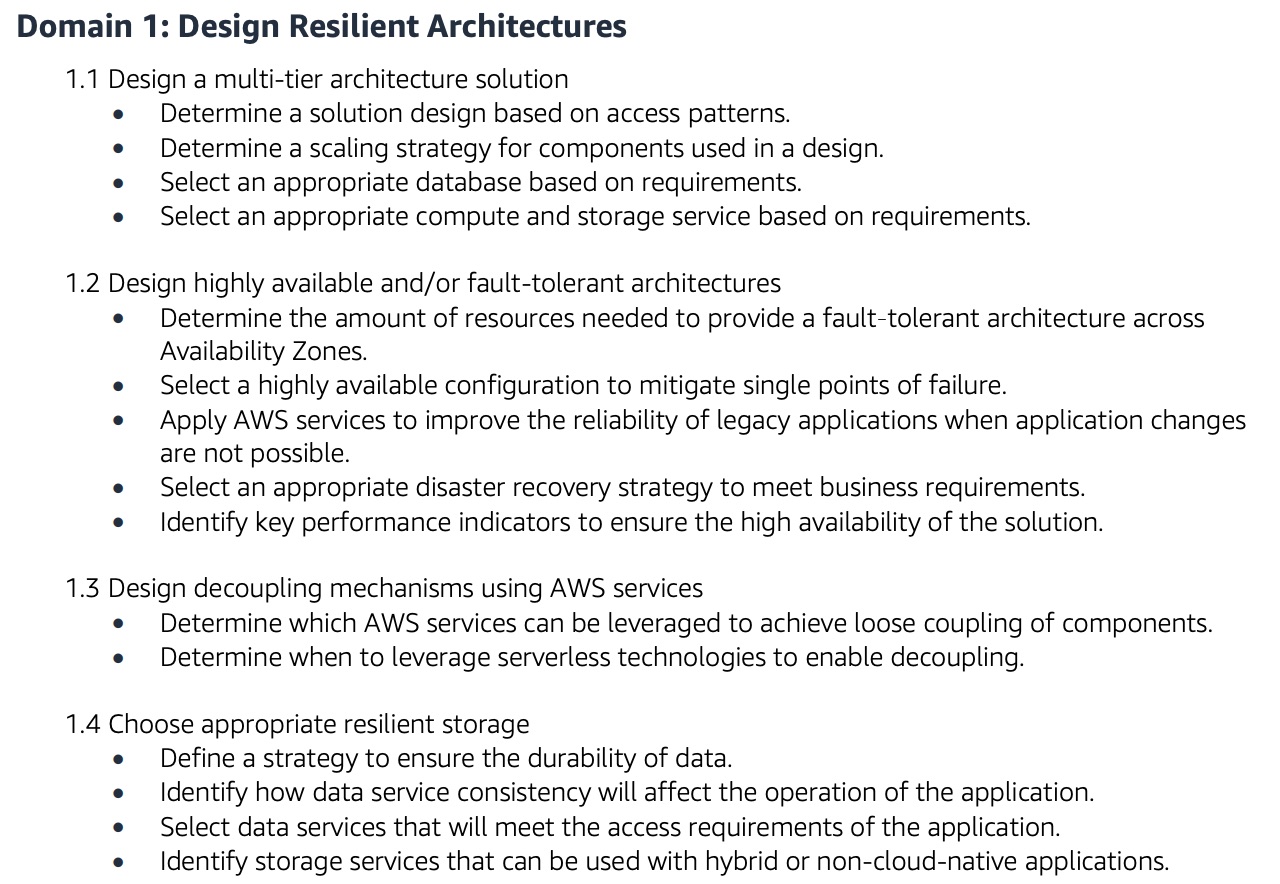 Domain 1: Design Resilient Architectures
1.1 Design a multi-tier architecture solution
• Determine a solution design based on access patterns.
• Determine a scaling strategy for components used in a design.
• Select an appropriate database based on requirements.
• Select an appropriate compute and storage service based on requirements.
1.2 Design highly available and/or fault-tolerant architectures
• Determine the amount of resources needed to provide a fault-tolerant architecture across
Availability Zones.
• Select a highly available configuration to mitigate single points of failure.
• Apply AWS services to improve the reliability of legacy applications when application changes
are not possible.
• Select an appropriate disaster recovery strategy to meet business requirements.
• Identify key performance indicators to ensure the high availability of the solution.
1.3 Design decoupling mechanisms using AWS services
• Determine which AWS services can be leveraged to achieve loose coupling of components.
• Determine when to leverage serverless technologies to enable decoupling.
1.4 Choose appropriate resilient storage
• Define a strategy to ensure the durability of data.
• Identify how data service consistency will affect the operation of the application.
• Select data services that will meet the access requirements of the application.
• Identify storage services that can be used with hybrid or non-cloud-native applications.